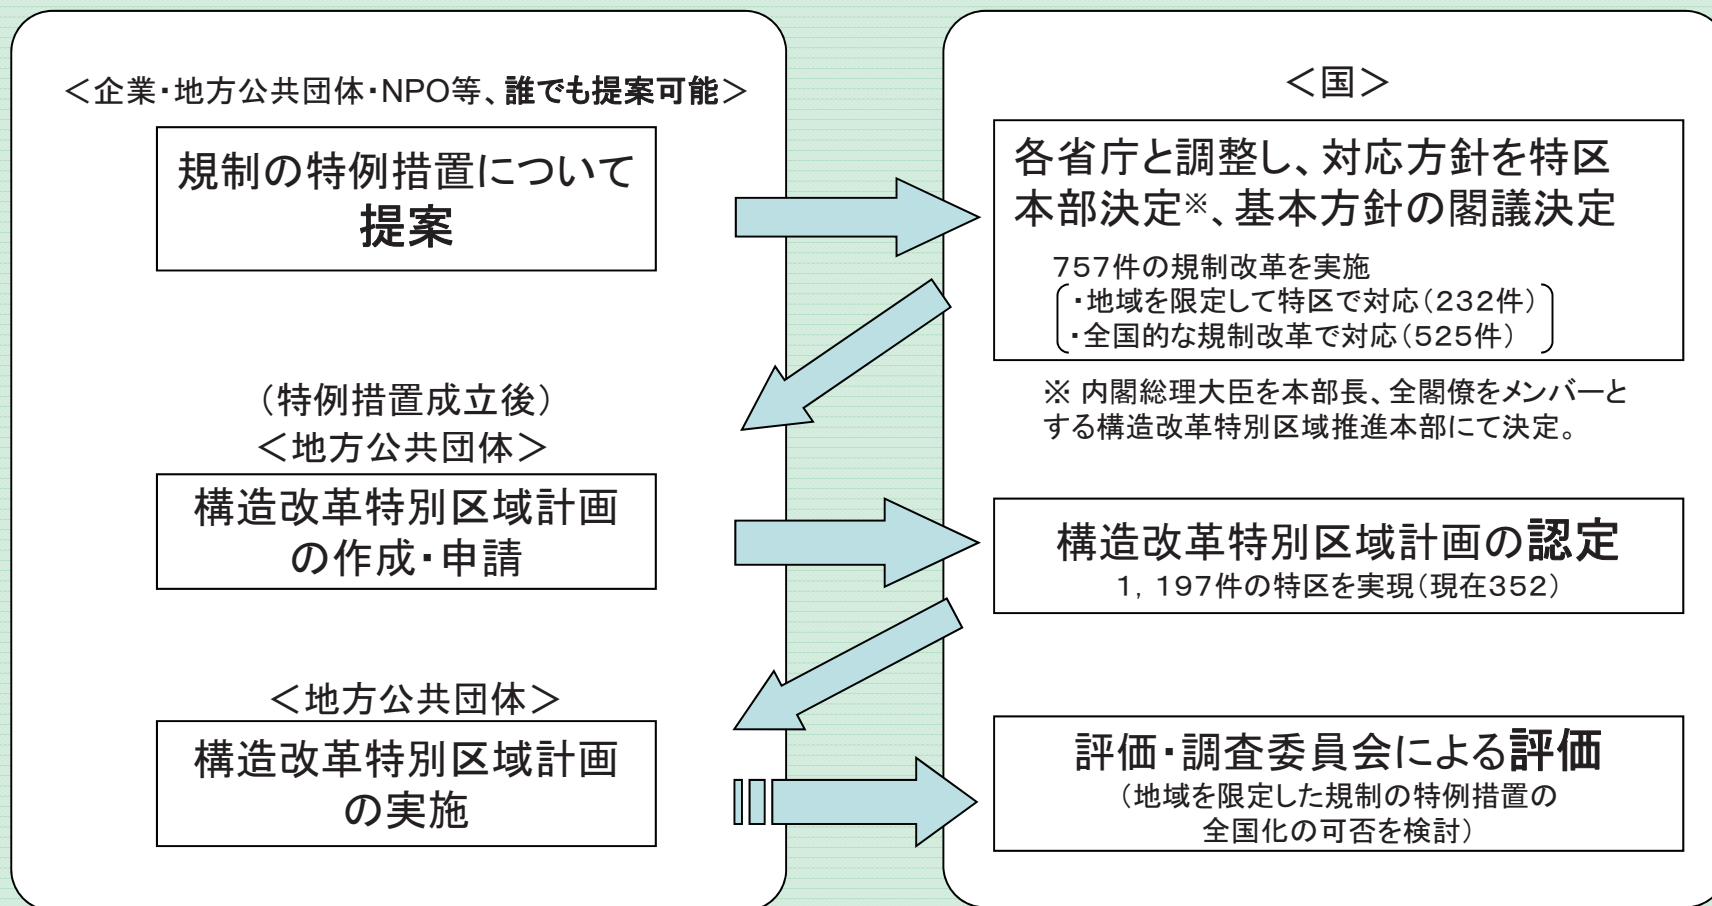 ＜企業・地方公共団体・NPO等、誰でも提案可能＞
規制の特例措置について
提案
＜国＞
各省庁と調整し、対応方針を特区
本部決定※、基本方針の閣議決定
757件の規制改革を実施
・地域を限定して特区で対応（232件）
・全国的な規制改革で対応（525件）
※ 内閣総理大臣を本部長、全閣僚をメンバーと
する構造改革特別区域推進本部にて決定。
（特例措置成立後）
＜地方公共団体＞
構造改革特別区域計画
の作成・申請
構造改革特別区域計画の認定
1，197件の特区を実現（現在352）
＜地方公共団体＞
構造改革特別区域計画
の実施
評価・調査委員会による評価
（地域を限定した規制の特例措置の
全国化の可否を検討）